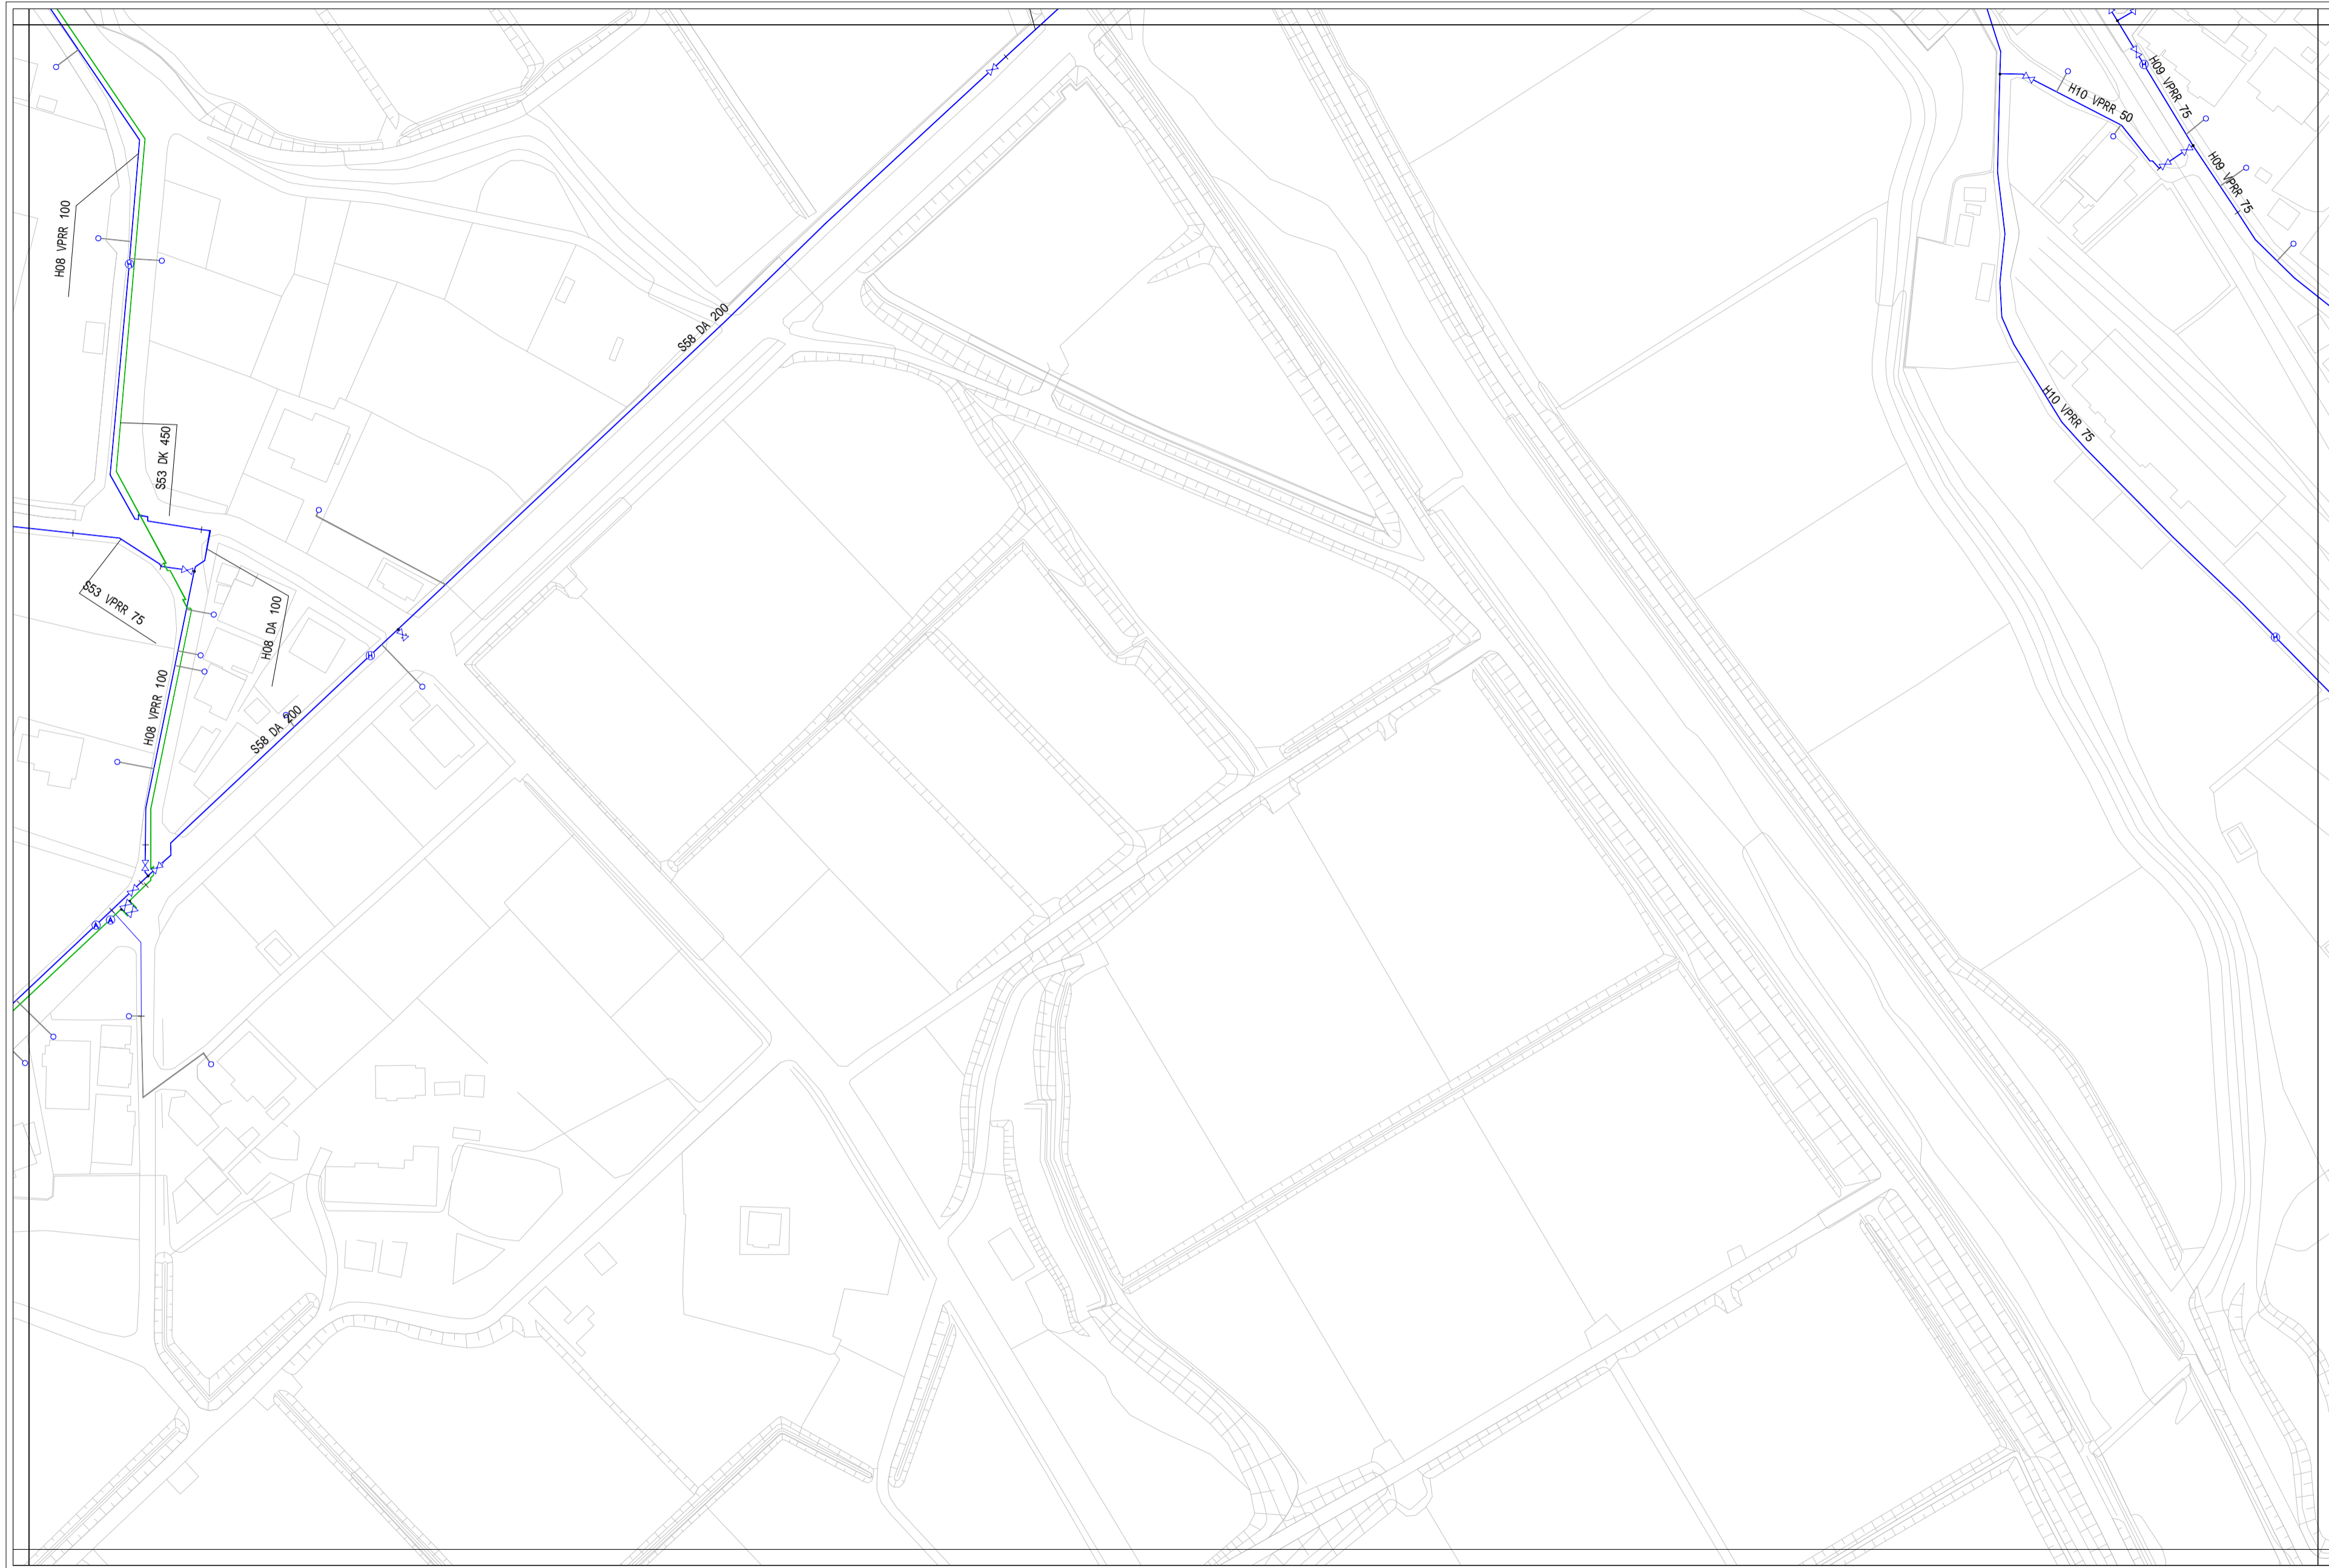 H09 VPRR 75
H10 VPRR 50
H09 VPRR 75
H08 VPRR 100
S58 DA 200
S53 DK 450
H10 VPRR 75
S53 VPRR 75
H08 DA 100
H
H08 VPRR 100
S58 DA 200
A
A
H
H
H